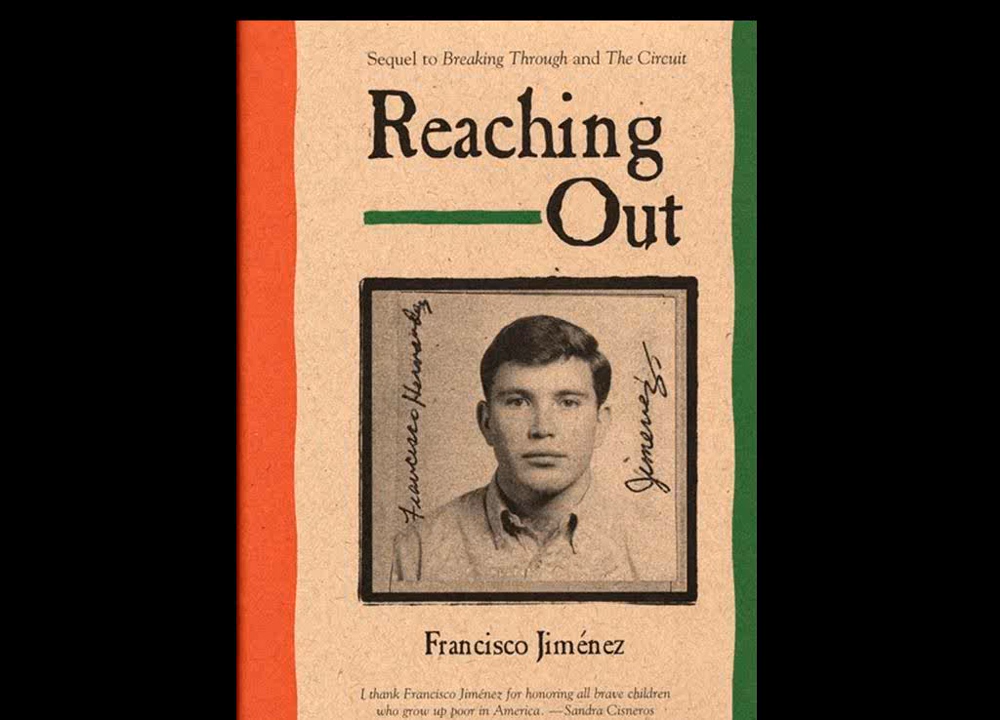 Sequel to Breaking Through and The Circuit
Reaching
Out
Francisco Hernandez
Jimenez
Francisco Jiménez
I thank Francisco Jiménez for honoring all brave children
who grow up poor in America. —Sandra Cisneros